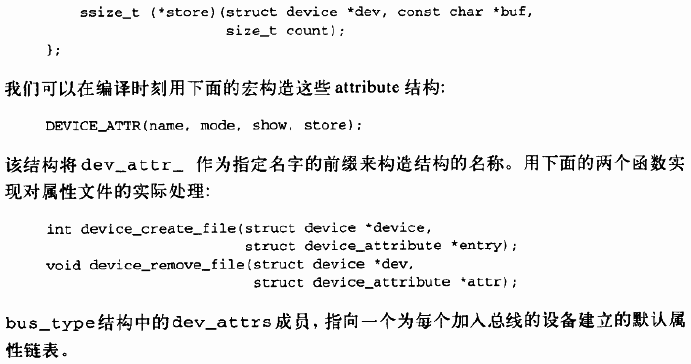 ssize_t (*store)(struct device *dev, const char *buf,
size_t count);
};
我们可以在编译时刻用下面的宏构造这些 attribute 结构:
DEVICE_ATTR(name, mode, show, store);
该结构将 dev_attr_ 作为指定名字的前缀来构造结构的名称。用下面的两个函数实
现对属性文件的实际处理:
int device_create_file(struct device *device,
struct device_attribute *entry);
void device_remove_file(struct device *dev,
struct device_attribute *attr);
bus_type结构中的dev_attrs成员,指向一个为每个加入总线的设备建立的默认属
性链表。